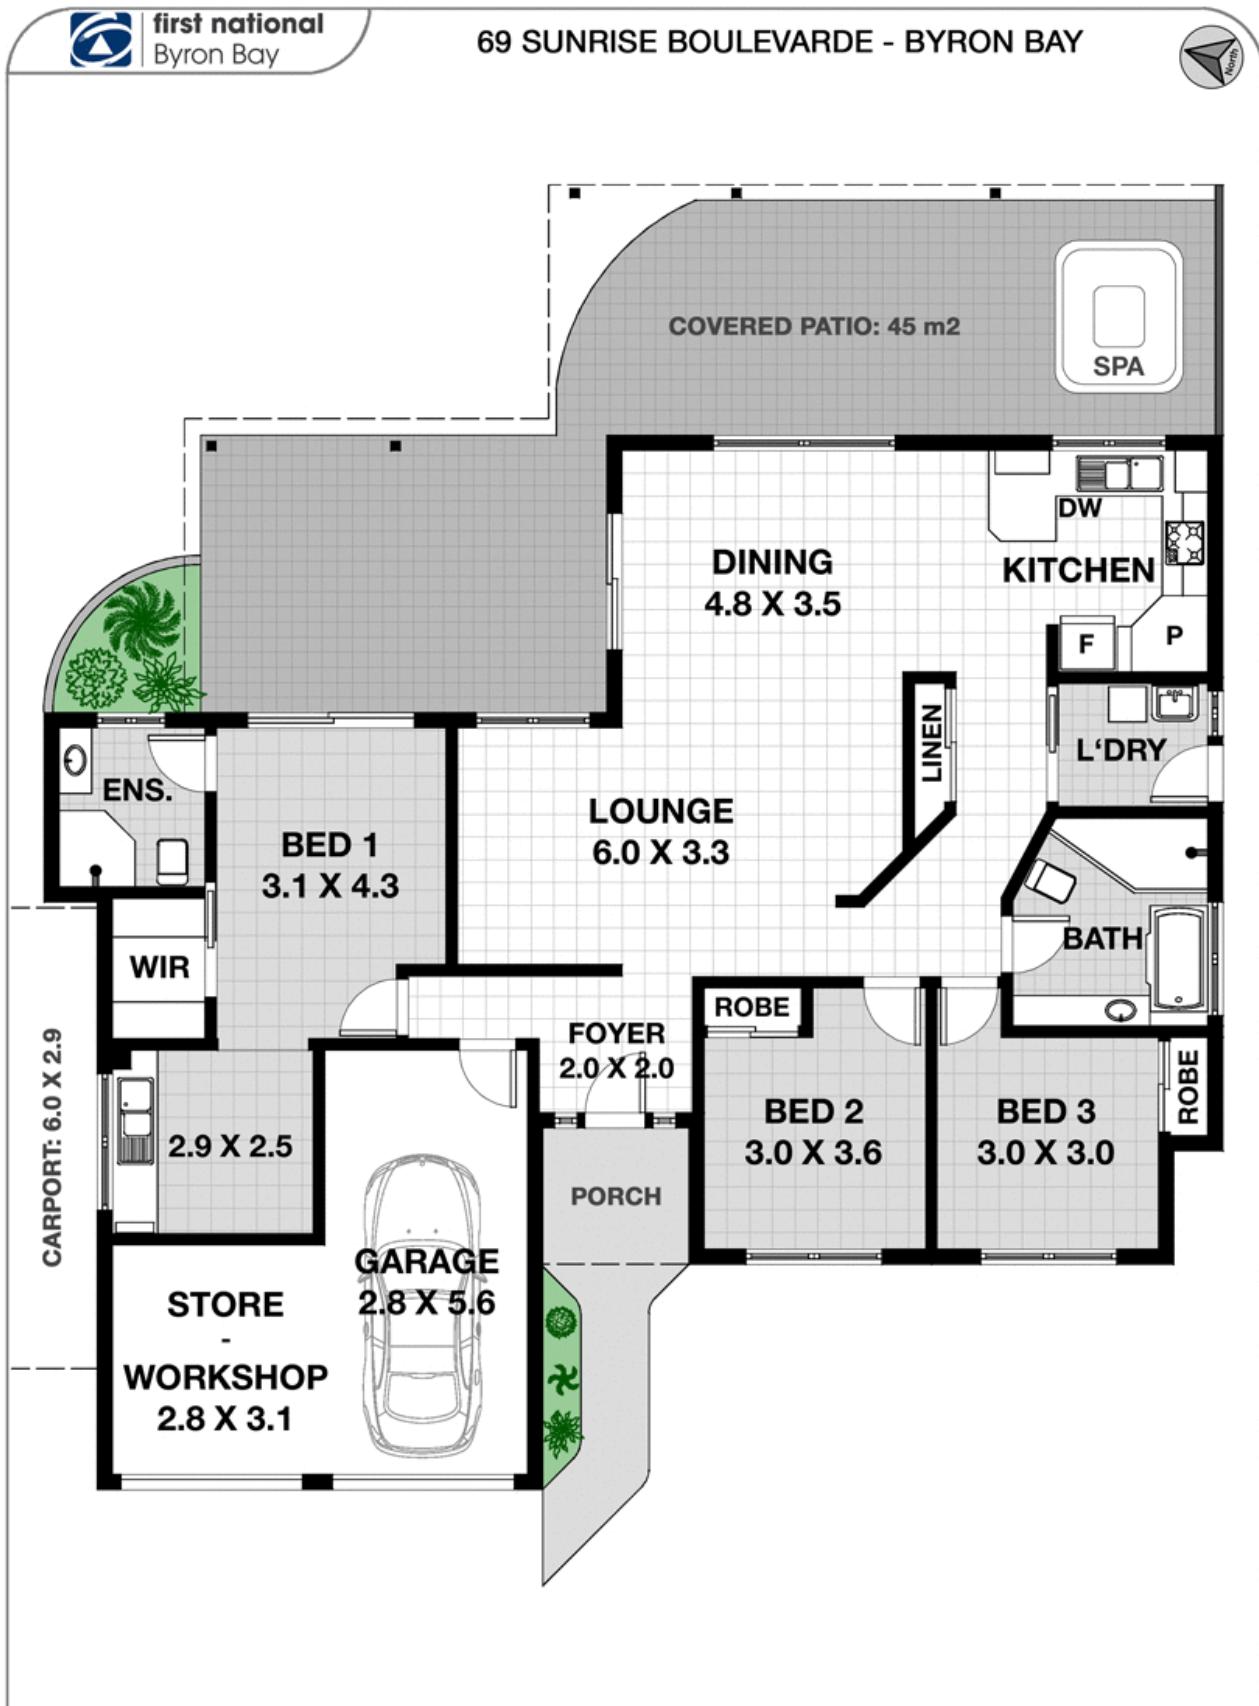 first national
Byron Bay
69 SUNRISE BOULEVARDE - BYRON BAY
North
COVERED PATIO: 45 m2
SPA
DW
DINING
4.8 X 3.5
KITCHEN
F
P
LINEN
L'DRY
ENS.
LOUNGE
6.0 X 3.3
BED 1
3.1 X 4.3
BATH
WIR
ROBE
FOYER
2.0 X 2.0
CARPORT: 6.0 X 2.9
ROBE
BED 2
3.0 X 3.6
BED 3
3.0 X 3.0
2.9 X 2.5
PORCH
GARAGE
2.8 X 5.6
STORE
-
WORKSHOP
2.8 X 3.1